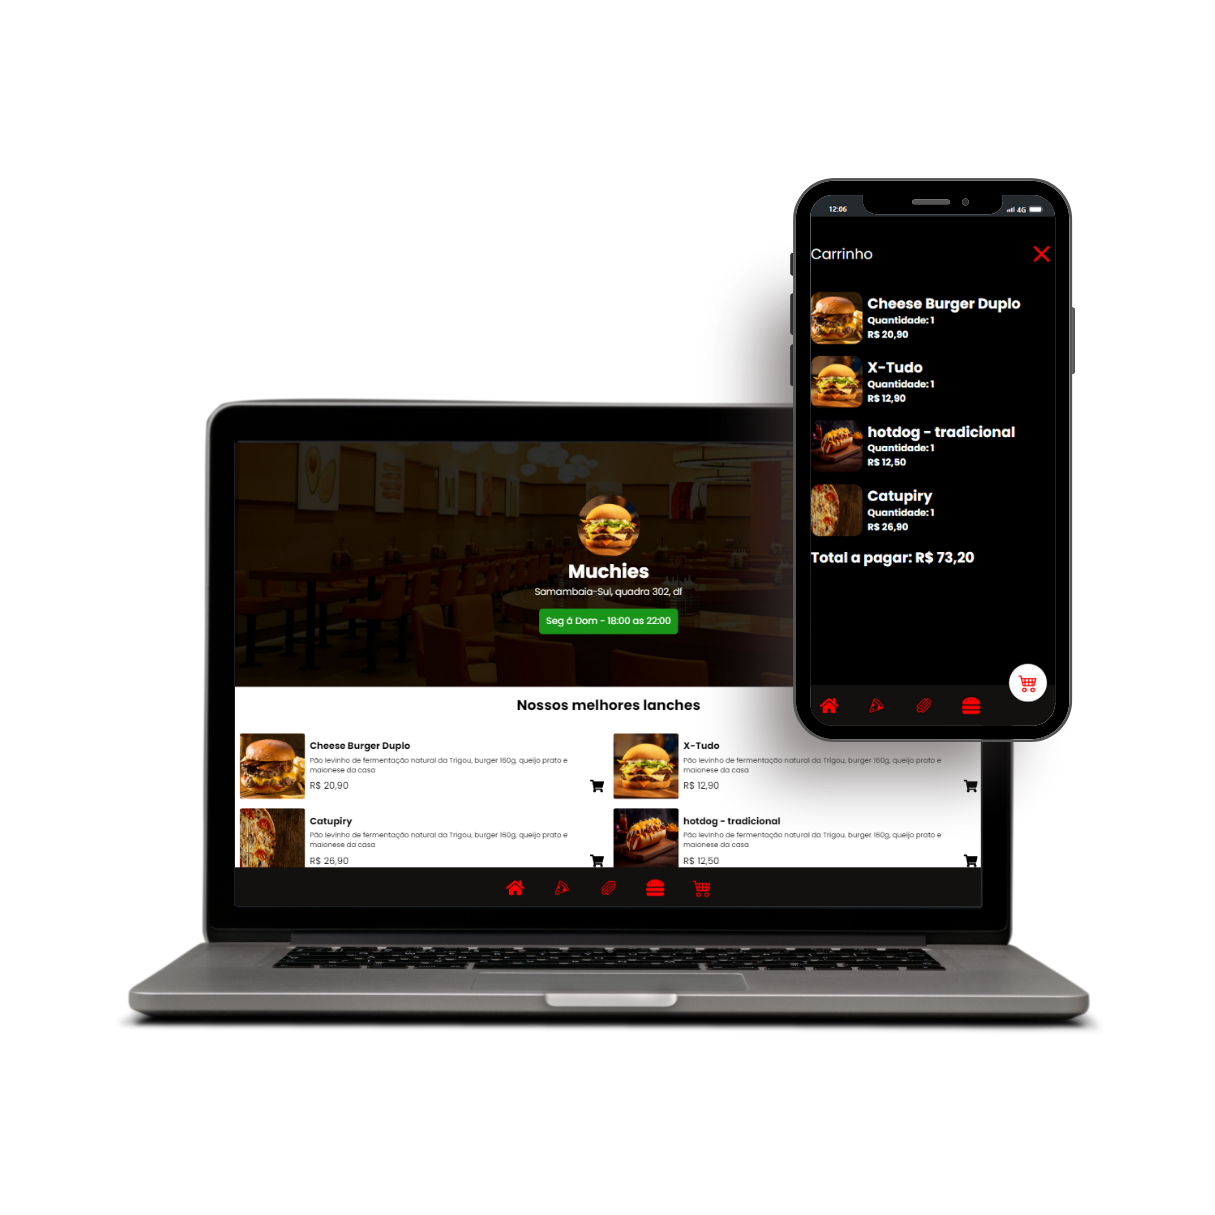 12:06
4G
Carrinho
Cheese Burger Duplo
Quantidade: 1
R$ 20,90
X-Tudo
Quantidade: 1
R$ 12,90
hotdog - tradicional
Quantidade: 1
R$ 12,50
Catupiry
Quantidade: 1
R$ 26,90
Total a pagar: R$ 73,20
Muchies
Samambaia-Sul, quadra 302, df
Seg á Dom - 18:00 as 22:00
Nossos melhores lanches
Cheese Burger Duplo
Pão levinho de fermentação natural da Trigou, burger 160g, queijo prato e
maionese da casa
R$ 20,90
X-Tudo
Pão levinho de fermentação natural da Trigou, burger 160g, queijo prato e
maionese da casa
R$ 12,90
Catupiry
Pão levinho de fermentação natural da Trigou, burger 160g, queijo prato e
maionese da casa
R$ 26,90
hotdog - tradicional
Pão levinho de fermentação natural da Trigou, burger 160g, queijo prato e
maionese da casa
R$ 12,50